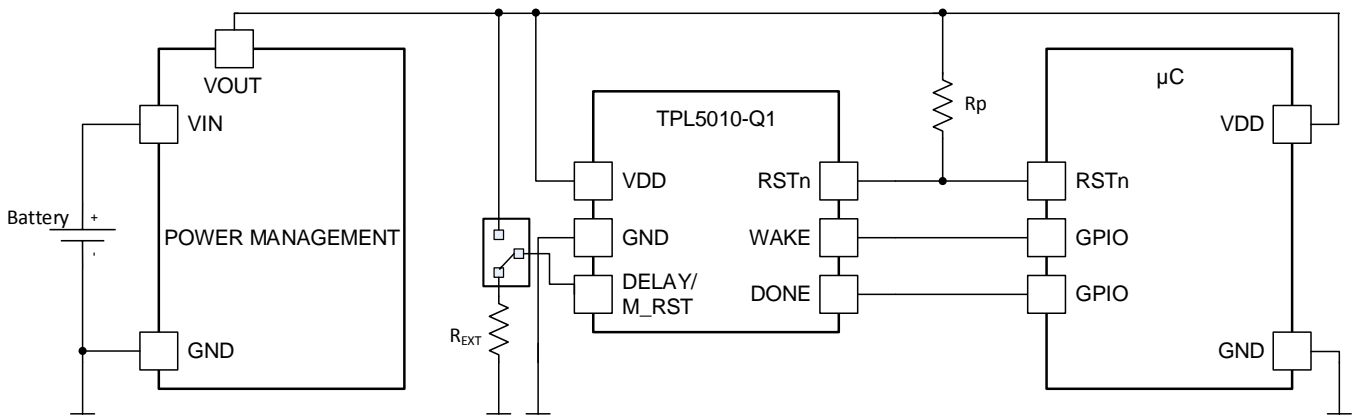 VOUT
VIN
Battery
+
-
POWER MANAGEMENT
GND
R_EXT
TPL5010-Q1
VDD
GND
DELAY/
M_RST
RSTn
WAKE
DONE
Rp
µC
VDD
RSTn
GPIO
GPIO
GND